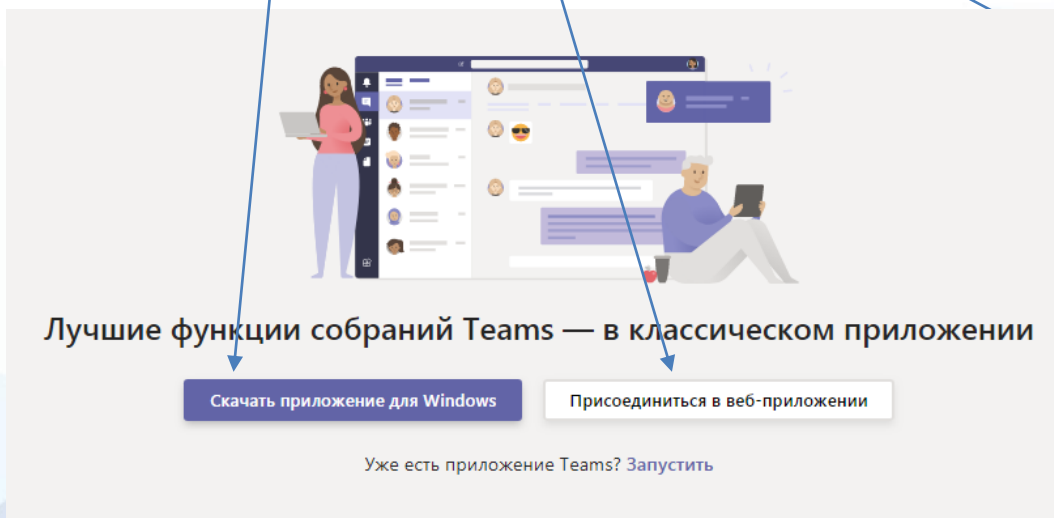 Лучшие функции собраний Teams — в классическом приложении
Скачать приложение для Windows
Присоединиться в веб-приложении
Уже есть приложение Teams? Запустить